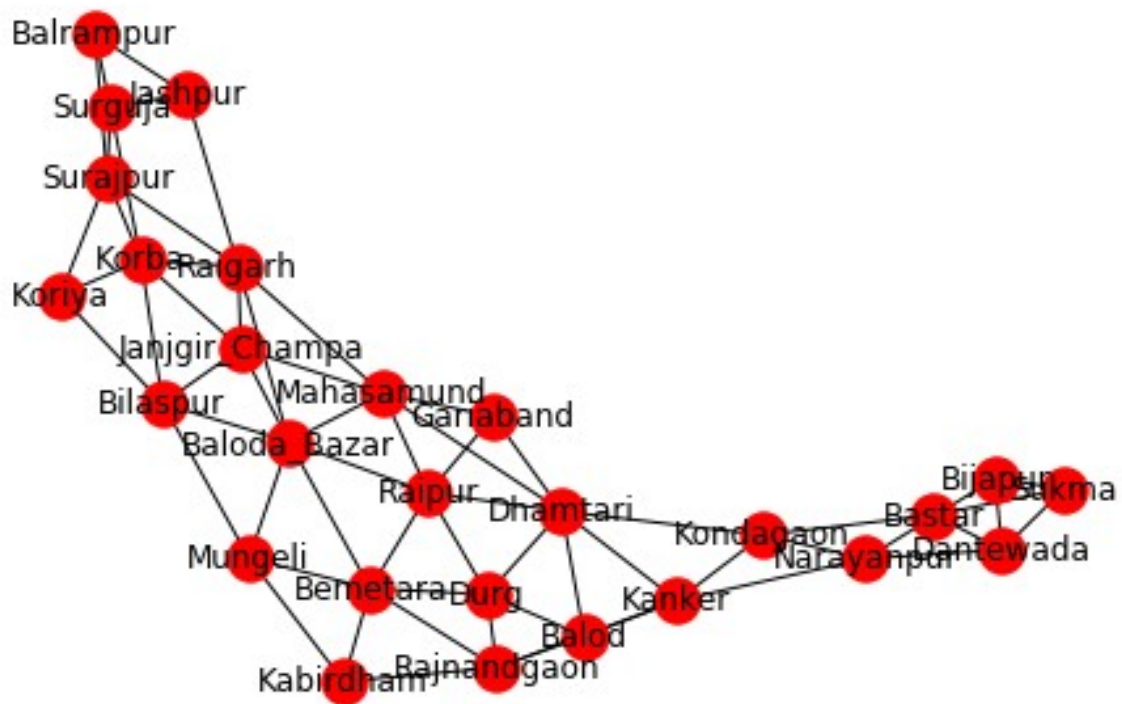 Balrampur
Jashpur
Surguja
Surajpur
Korba
Raigarh
Koriya
Janjgir_Champa
Mahasamund
Bilaspur
Gariaband
Baloda_Bazar
Bijapur
Sukma
Raipur
Dhamtari
Bastar
Kondagaon
Dantewada
Narayanpur
Mungeli
Bemetara
Durg
Kanker
Balod
Rajnandgaon
Kabirdham